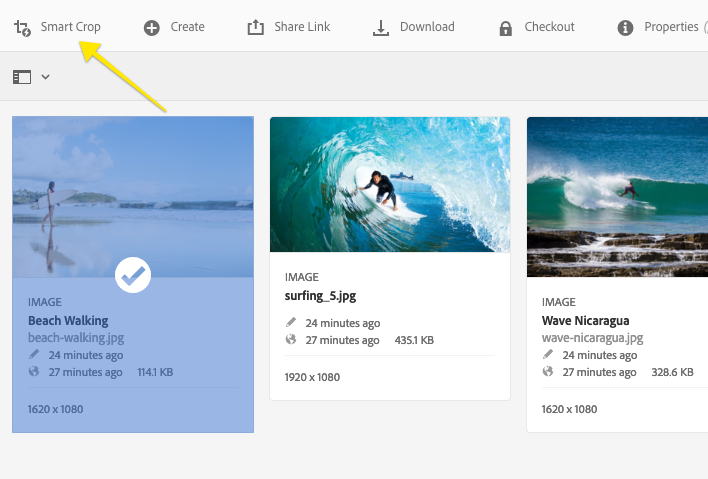 Smart Crop Create Share Link Download Checkout Properties
IMAGE
Beach Walking
beach-walking.jpg
24 minutes ago
27 minutes ago 114.1 KB
1620 x 1080
IMAGE
surfing_5.jpg
24 minutes ago
27 minutes ago 435.1 KB
1920 x 1080
IMAGE
Wave Nicaragua
wave-nicaragua.jpg
24 minutes ago
27 minutes ago 328.6 KB
1620 x 1080